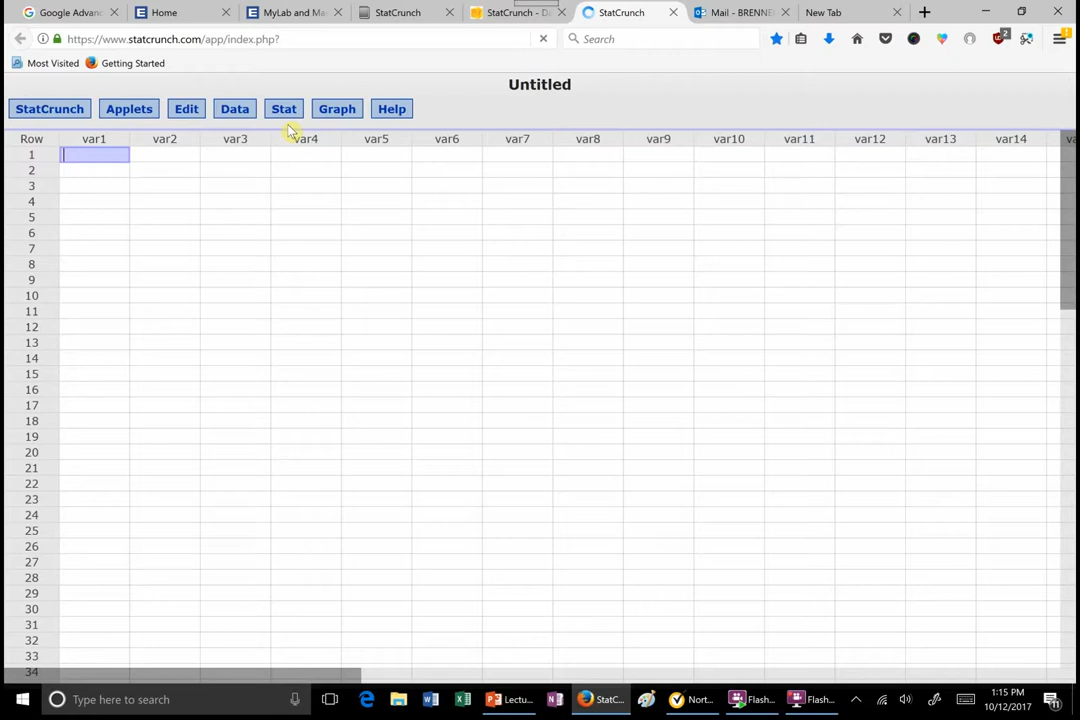 Google Advanc
Home
MyLab and Ma
StatCrunch
StatCrunch - Da
StatCrunch
Mail - BRENNE
New Tab
https://www.statcrunch.com/app/index.php?
Search
2
Most Visited
Getting Started
Untitled
StatCrunch Applets Edit Data Stat Graph Help
Row var1 var2 var3 var4 var5 var6 var7 var8 var9 var10 var11 var12 var13 var14 va
1
2
3
4
5
6
7
8
9
10
11
12
13
14
15
16
17
18
19
20
21
22
23
24
25
26
27
28
29
30
31
32
33
34
Type here to search
Lectu...
StatC...
Nort...
Flash...
Flash...
1:15 PM
10/12/2017
11